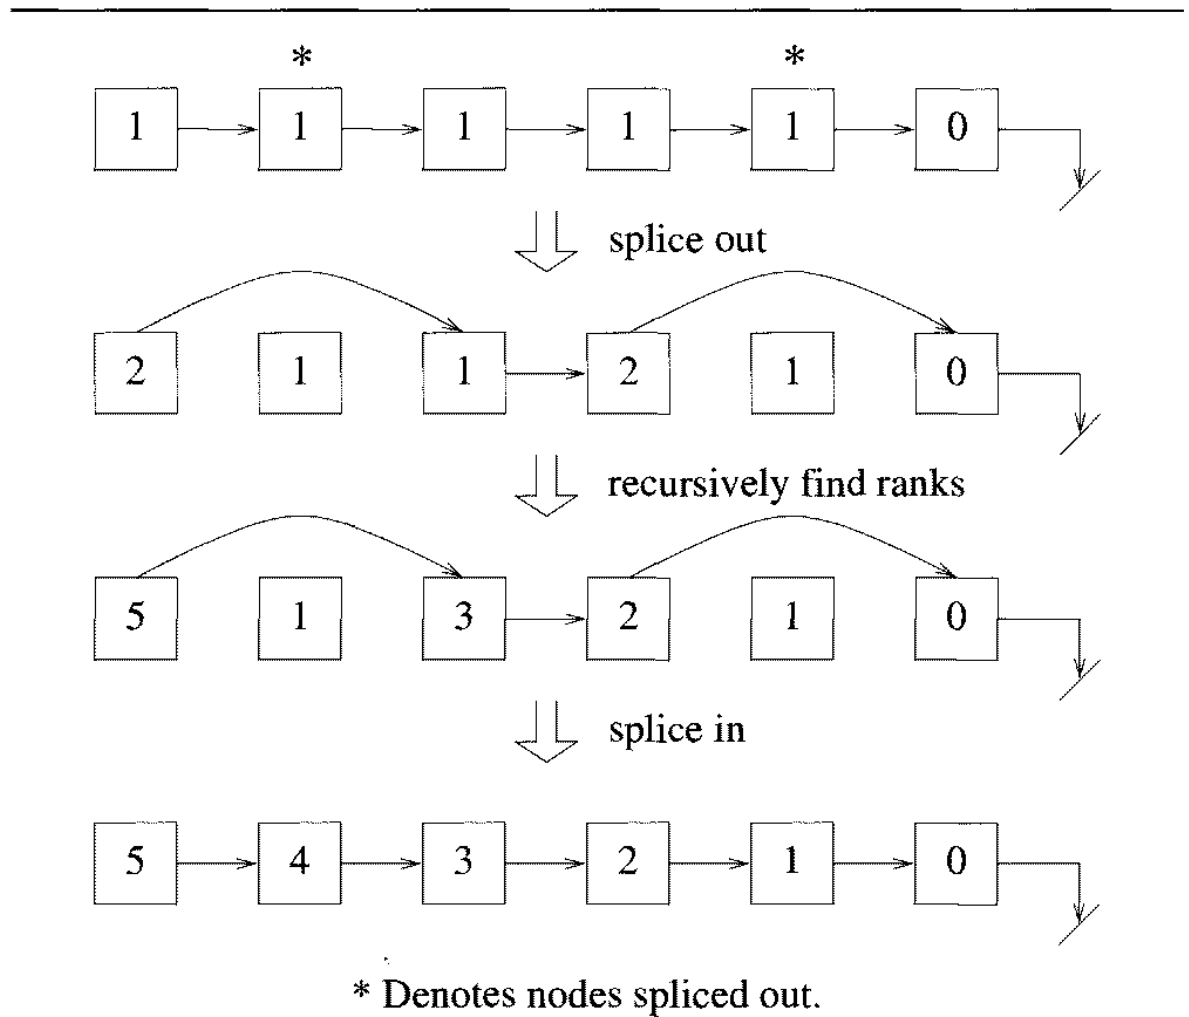 * *
1 1 1 1 1 0
splice out
2 1 1 2 1 0
recursively find ranks
5 1 3 2 1 0
splice in
5 4 3 2 1 0
* Denotes nodes spliced out.